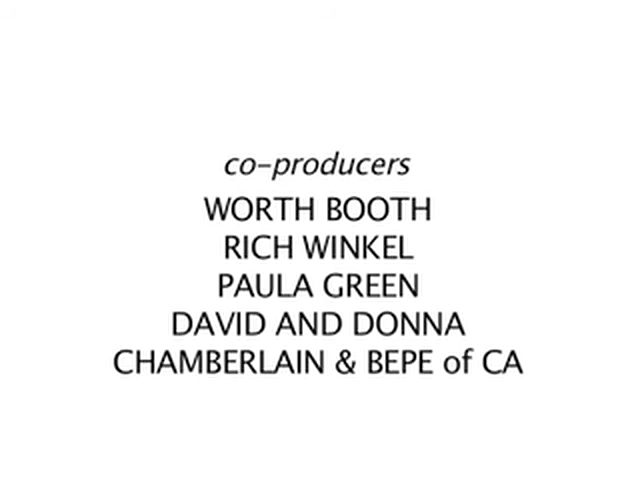 co-producers
WORTH BOOTH
RICH WINKEL
PAULA GREEN
DAVID AND DONNA
CHAMBERLAIN & BEPE of CA